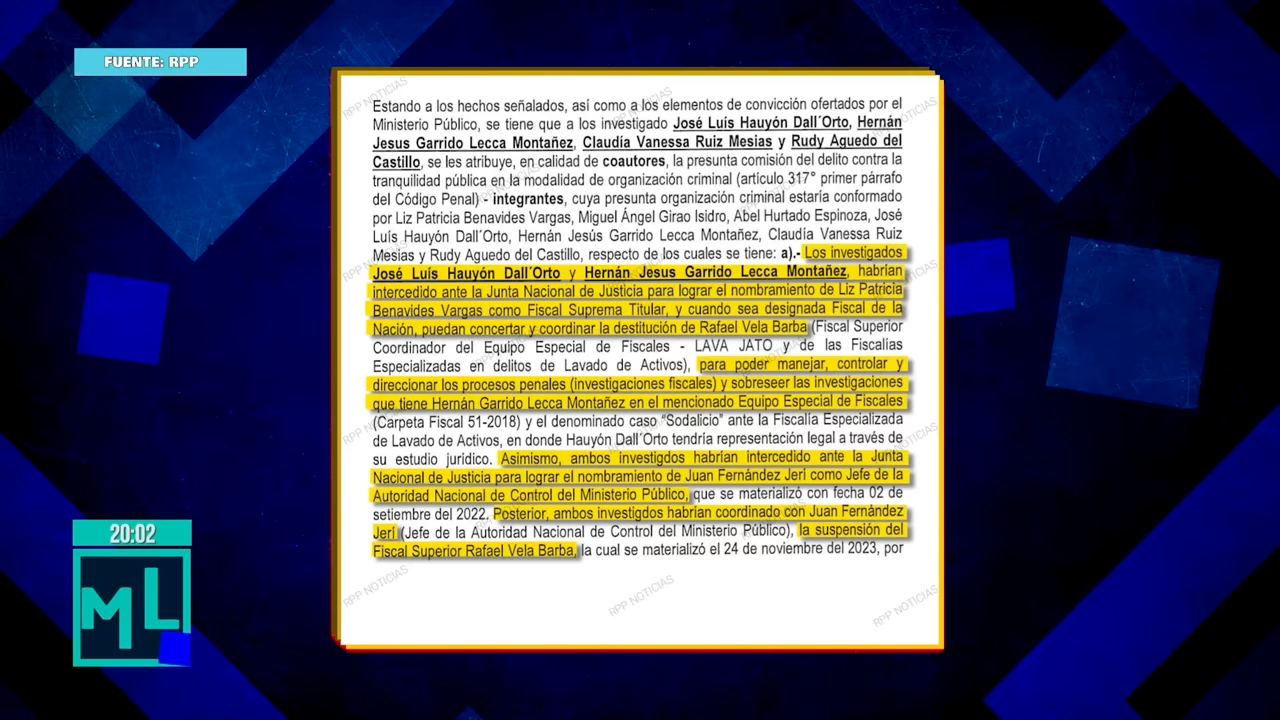 FUENTE: RPP
Estando a los hechos señalados, así como a los elementos de convicción ofertados por el
Ministerio Público, se tiene que a los investigado José Luís Hauyón Dall´Orto, Hernán
Jesus Garrido Lecca Montañez, Claudía Vanessa Ruiz Mesias y Rudy Aguedo del
Castillo, se les atribuye, en calidad de coautores, la presunta comisión del delito contra la
tranquilidad pública en la modalidad de organización criminal (artículo 317° primer párrafo
del Código Penal) - integrantes, cuya presunta organización criminal estaría conformado
por Liz Patricia Benavides Vargas, Miguel Ángel Girao Isidro, Abel Hurtado Espinoza, José
Luís Hauyón Dall´Orto, Hernán Jesús Garrido Lecca Montañez, Claudía Vanessa Ruiz
Mesias y Rudy Aguedo del Castillo, respecto de los cuales se tiene: a).- Los investigados
José Luís Hauyón Dall´Orto y Hernán Jesus Garrido Lecca Montañez, habrían
intercedido ante la Junta Nacional de Justicia para lograr el nombramiento de Liz Patricia
Benavides Vargas como Fiscal Suprema Titular, y cuando sea designada Fiscal de la
Nación, puedan concertar y coordinar la destitución de Rafael Vela Barba (Fiscal Superior
Coordinador del Equipo Especial de Fiscales - LAVA JATO y de las Fiscalías
Especializadas en delitos de Lavado de Activos), para poder manejar, controlar y
direccionar los procesos penales (investigaciones fiscales) y sobreseer las investigaciones
que tiene Hernán Garrido Lecca Montañez en el mencionado Equipo Especial de Fiscales
(Carpeta Fiscal 51-2018) y el denominado caso “Sodalicio” ante la Fiscalía Especializada
de Lavado de Activos, en donde Hauyón Dall´Orto tendría representación legal a través de
su estudio jurídico. Asimismo, ambos investigdos habrían intercedido ante la Junta
Nacional de Justicia para lograr el nombramiento de Juan Fernández Jerí como Jefe de la
Autoridad Nacional de Control del Ministerio Público, que se materializó con fecha 02 de
setiembre del 2022. Posterior, ambos investigdos habrían coordinado con Juan Fernández
Jerí (Jefe de la Autoridad Nacional de Control del Ministerio Público), la suspensión del
Fiscal Superior Rafael Vela Barba, la cual se materializó el 24 de noviembre del 2023, por
RPP NOTICIAS
RPP NOTICIAS
RPP NOTICIAS
20:02
ML